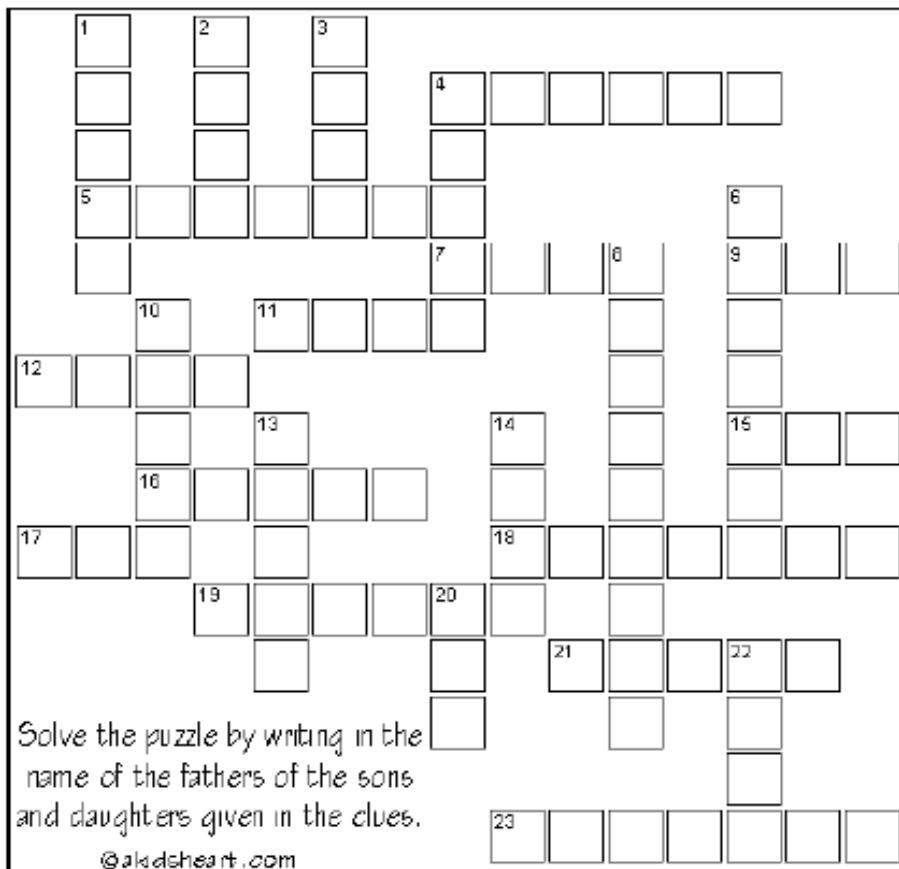 1 2 3
4
5 6
7 8 9
10 11
12
13 14 15
16
17 18
19 20
21 22
Solve the puzzle by writing in the
name of the fathers of the sons
and daughters given in the clues.
23
@akidsheart.com